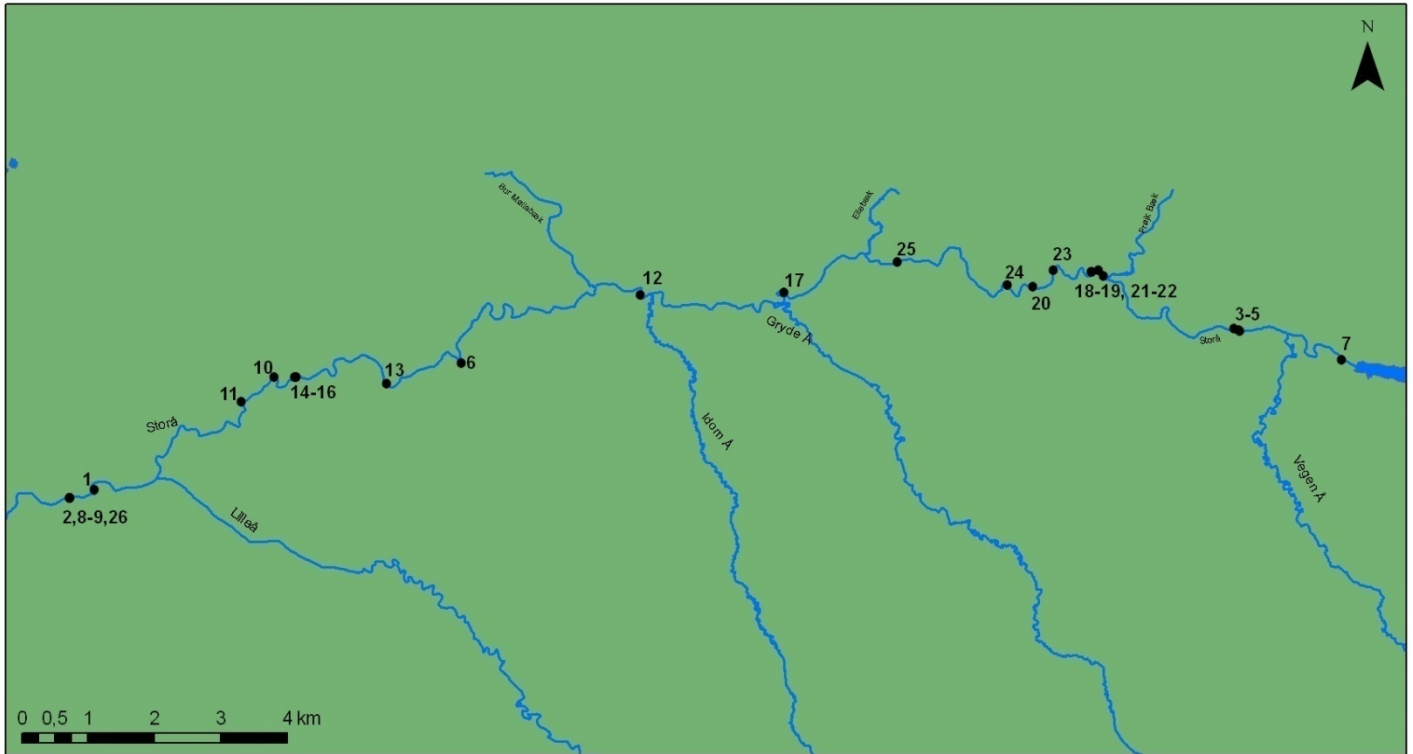 N
Bur Møllebæk
Ellebæk
Frøjk Bæk
25
12
17
24
23
20
18-19, 21-22
3-5
Storå
7
Gryde Å
6
10
14-16
13
11
Storå
Idom Å
Vegen Å
1
2,8-9,26
Lilleå
0 0,5 1 2 3 4 km